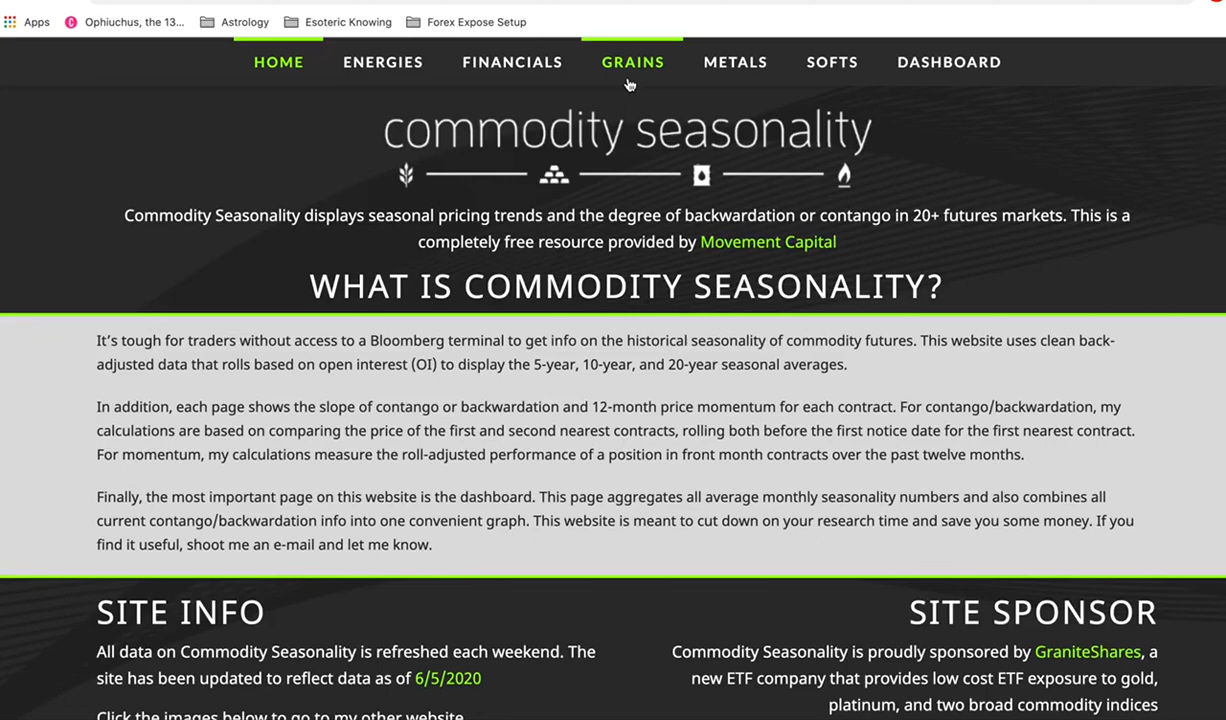 Apps Ophiuchus, the 13... Astrology Esoteric Knowing Forex Expose Setup
HOME ENERGIES FINANCIALS GRAINS METALS SOFTS DASHBOARD
commodity seasonality
Commodity Seasonality displays seasonal pricing trends and the degree of backwardation or contango in 20+ futures markets. This is a
completely free resource provided by Movement Capital
WHAT IS COMMODITY SEASONALITY?
It's tough for traders without access to a Bloomberg terminal to get info on the historical seasonality of commodity futures. This website uses clean back-
adjusted data that rolls based on open interest (OI) to display the 5-year, 10-year, and 20-year seasonal averages.
In addition, each page shows the slope of contango or backwardation and 12-month price momentum for each contract. For contango/backwardation, my
calculations are based on comparing the price of the first and second nearest contracts, rolling both before the first notice date for the first nearest contract.
For momentum, my calculations measure the roll-adjusted performance of a position in front month contracts over the past twelve months.
Finally, the most important page on this website is the dashboard. This page aggregates all average monthly seasonality numbers and also combines all
current contango/backwardation info into one convenient graph. This website is meant to cut down on your research time and save you some money. If you
find it useful, shoot me an e-mail and let me know.
SITE INFO
All data on Commodity Seasonality is refreshed each weekend. The
site has been updated to reflect data as of 6/5/2020
Click the images below to go to my other website
SITE SPONSOR
Commodity Seasonality is proudly sponsored by GraniteShares, a
new ETF company that provides low cost ETF exposure to gold,
platinum, and two broad commodity indices